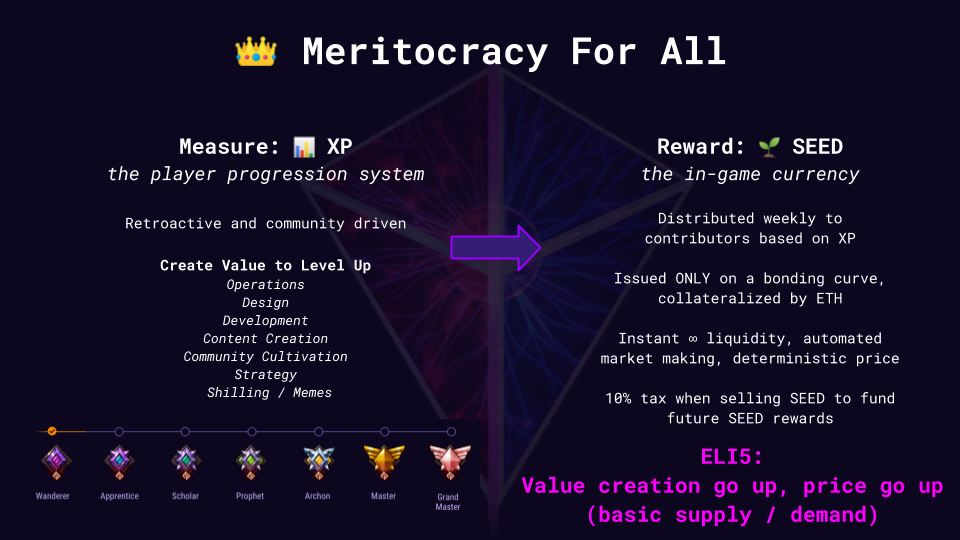 👑 Meritocracy For All
Measure: 📊 XP
the player progression system
Retroactive and community driven
Create Value to Level Up
Operations
Design
Development
Content Creation
Community Cultivation
Strategy
Shilling / Memes
Wanderer
Apprentice
Scholar
Prophet
Archon
Master
Grand
Master
Reward: 🌱 SEED
the in-game currency
Distributed weekly to
contributors based on XP
Issued ONLY on a bonding curve,
collateralized by ETH
Instant ∞ liquidity, automated
market making, deterministic price
10% tax when selling SEED to fund
future SEED rewards
ELI5:
Value creation go up, price go up
(basic supply / demand)